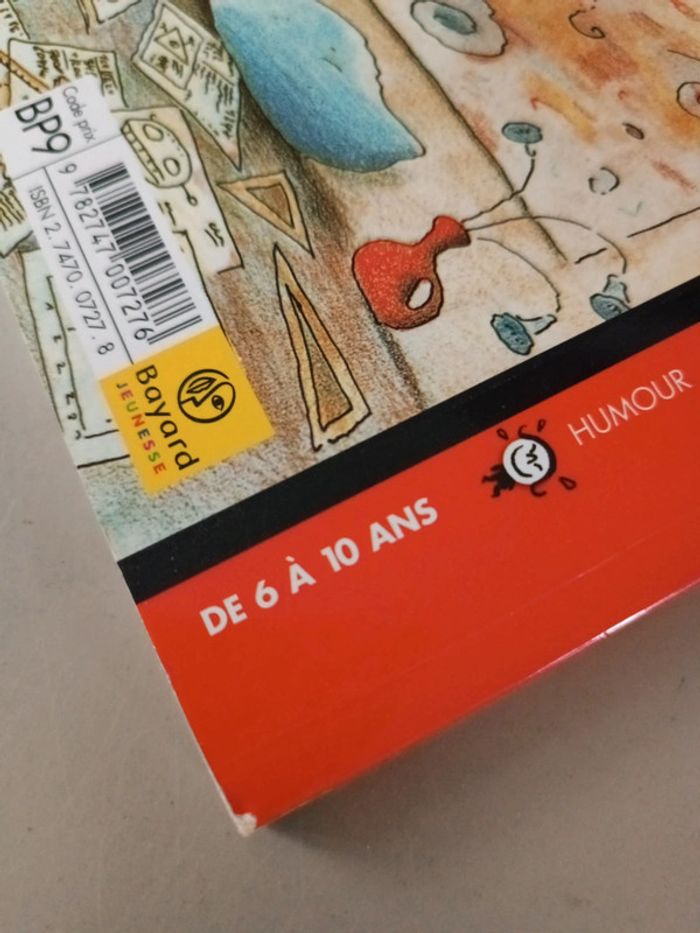 Code prix
BP9
9 782747 007276
ISBN 2.7470.0727.8
Bayard
JEUNESSE
HUMOUR
DE 6 À 10 ANS